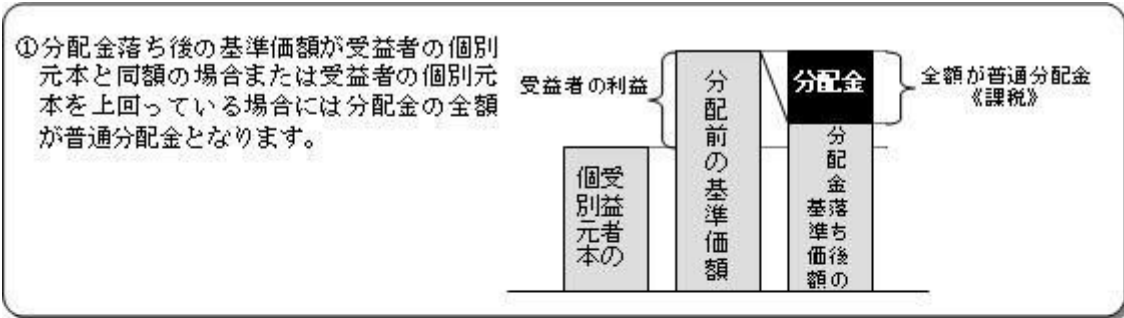 ①分配金落ち後の基準価額が受益者の個別
元本と同額の場合または受益者の個別元
本を上回っている場合には分配金の全額
が普通分配金となります。
受益者の利益
受益者の
個別元本
分配前の基準価額
分配金
分配金落ち後の
基準価額
全額が普通分配金
《課税》